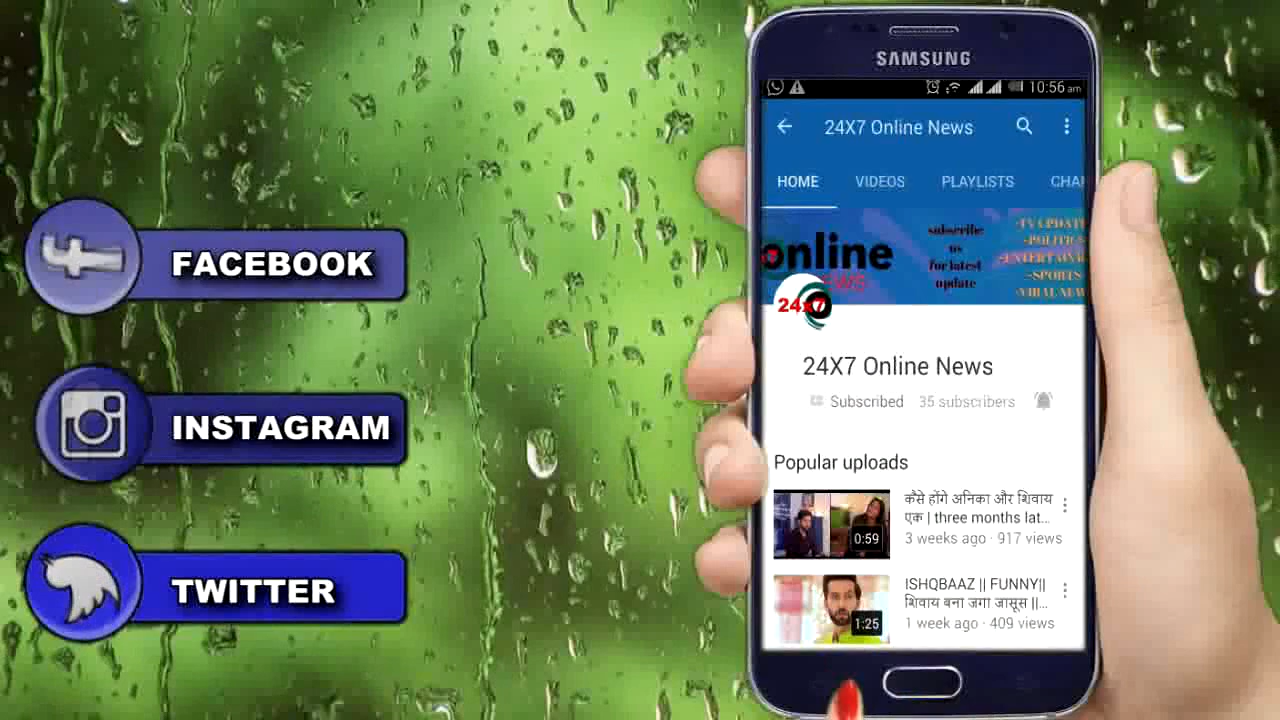 FACEBOOK
INSTAGRAM
TWITTER
SAMSUNG
10:56 am
24X7 Online News
HOME VIDEOS PLAYLISTS CHA
online
subscribe
us
for latest
update
24x7
24X7 Online News
Subscribed 35 subscribers
Popular uploads
0:59
कैसे होंगे अनिका और शिवाय
एक | three months lat...
3 weeks ago · 917 views
1:25
ISHQBAAZ || FUNNY||
शिवाय बना जगा जासूस ||...
1 week ago · 409 views